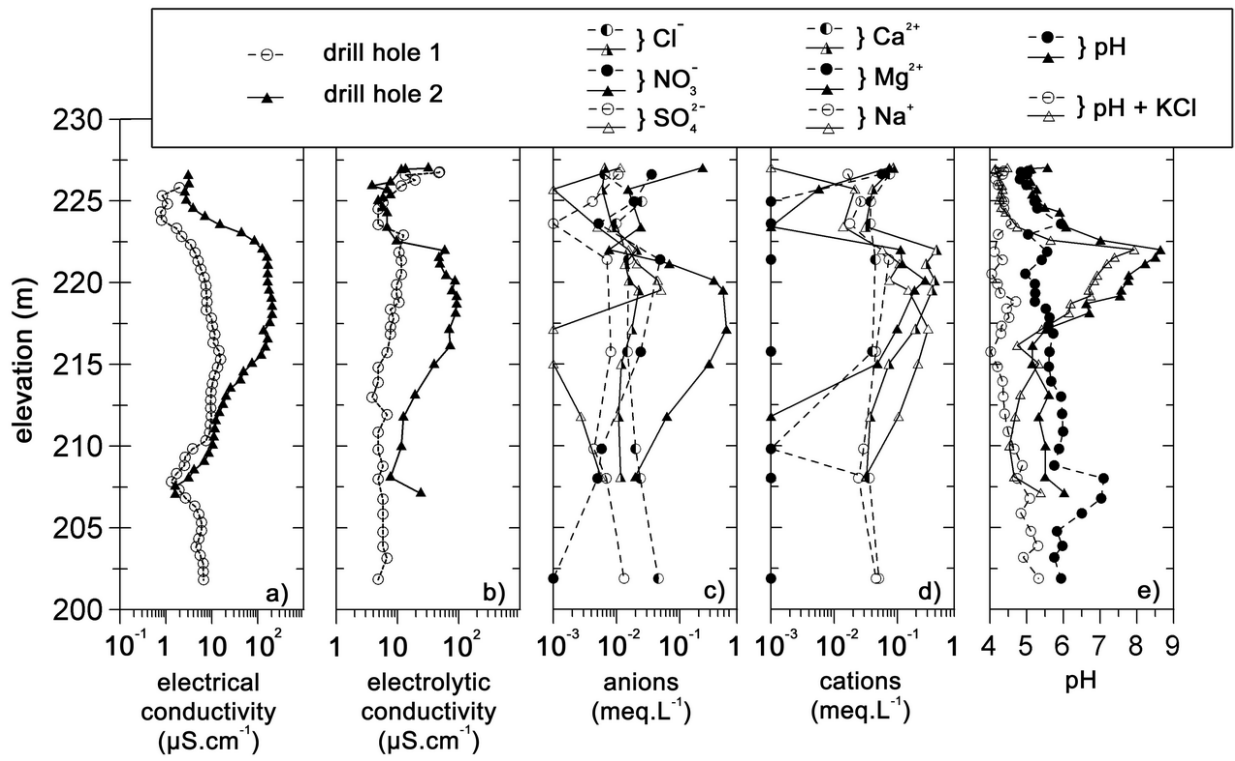 drill hole 1
drill hole 2
} Cl⁻
} NO₃⁻
} SO₄²⁻
} Ca²⁺
} Mg²⁺
} Na⁺
} pH
} pH + KCl
elevation (m)
230
225
220
215
210
205
200
a)
b)
c)
d)
e)
10⁻¹ 1 10 10²
1 10 10²
10⁻³ 10⁻² 10⁻¹ 1
10⁻³ 10⁻² 10⁻¹ 1
4 5 6 7 8 9
electrical
conductivity
(µS.cm⁻¹)
electrolytic
conductivity
(µS.cm⁻¹)
anions
(meq.L⁻¹)
cations
(meq.L⁻¹)
pH